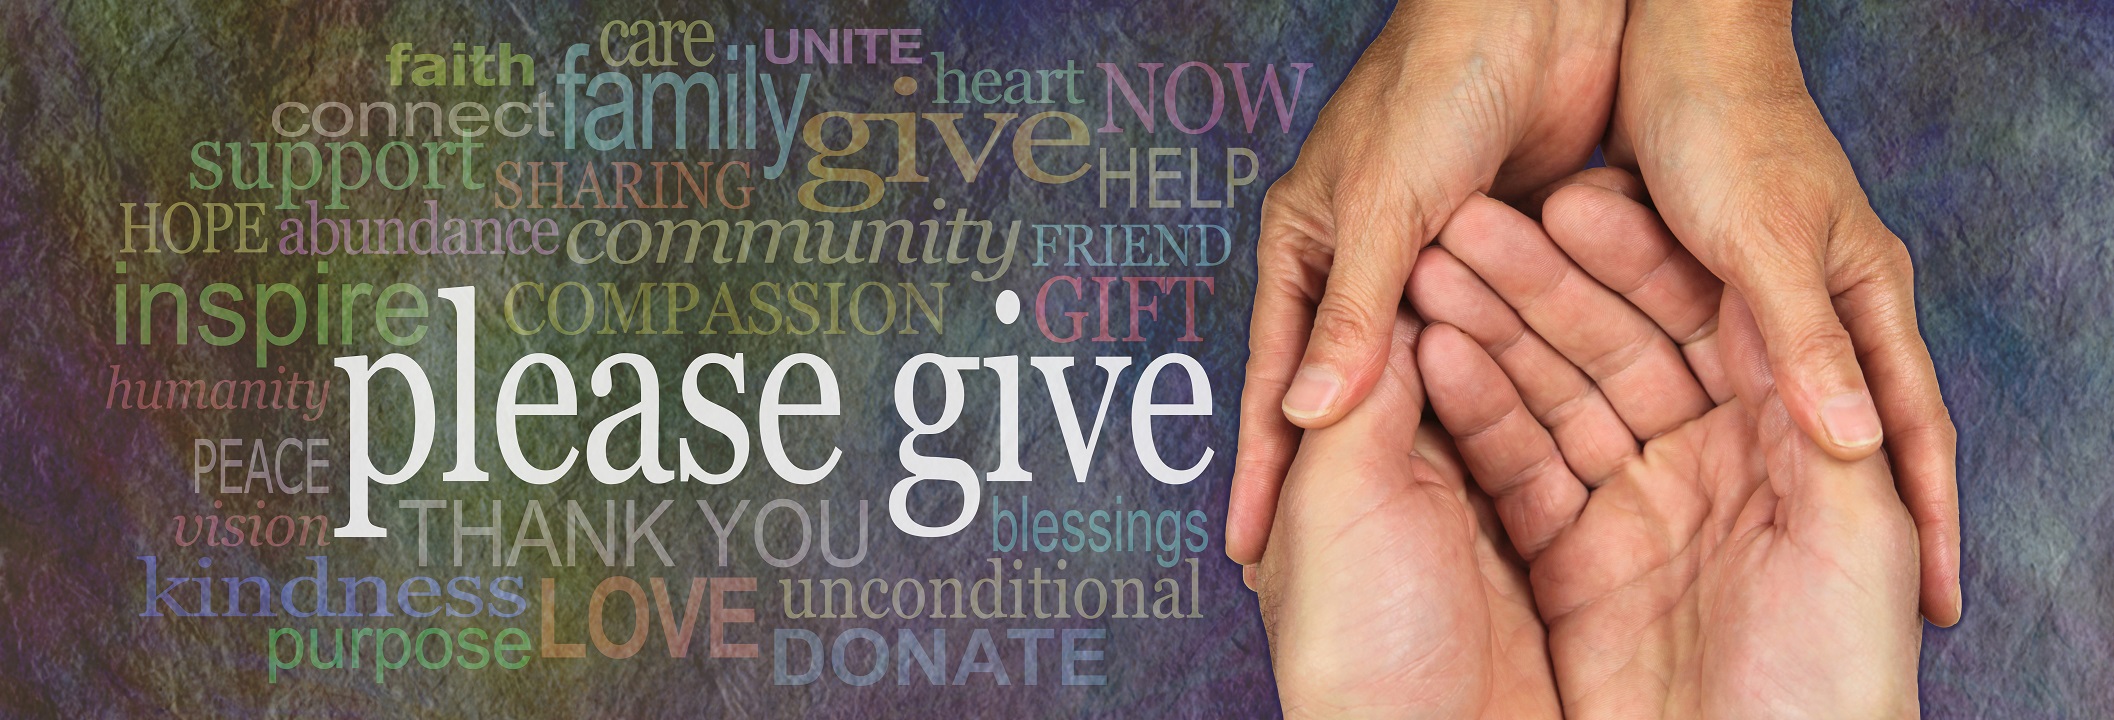 care
faith family UNITE
connect give heart NOW
support SHARING HELP
HOPE abundance community FRIEND
inspire COMPASSION GIFT
humanity please give
PEACE
vision THANK YOU blessings
kindness LOVE unconditional
purpose DONATE